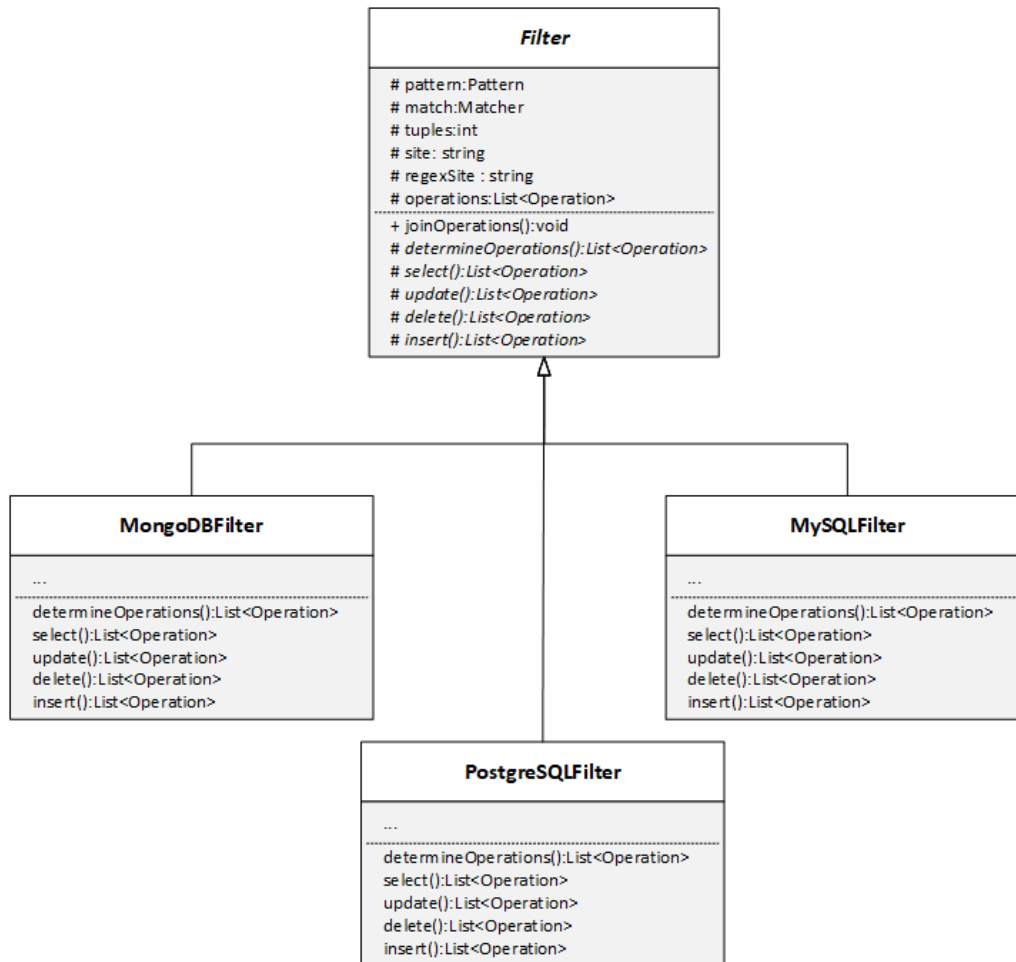 Filter
# pattern:Pattern
# match:Matcher
# tuples:int
# site: string
# regexSite : string
# operations:List<Operation>
+ joinOperations():void
# determineOperations():List<Operation>
# select():List<Operation>
# update():List<Operation>
# delete():List<Operation>
# insert():List<Operation>
MongoDBFilter
...
determineOperations():List<Operation>
select():List<Operation>
update():List<Operation>
delete():List<Operation>
insert():List<Operation>
MySQLFilter
...
determineOperations():List<Operation>
select():List<Operation>
update():List<Operation>
delete():List<Operation>
insert():List<Operation>
PostgreSQLFilter
...
determineOperations():List<Operation>
select():List<Operation>
update():List<Operation>
delete():List<Operation>
insert():List<Operation>